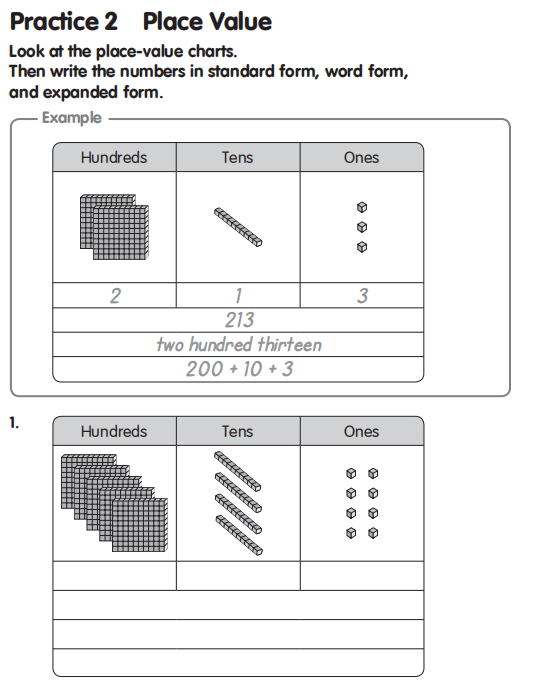 Practice 2 Place Value
Look at the place-value charts.
Then write the numbers in standard form, word form,
and expanded form.
Example
Hundreds Tens Ones
2 1 3
213
two hundred thirteen
200 + 10 + 3
1.
Hundreds Tens Ones